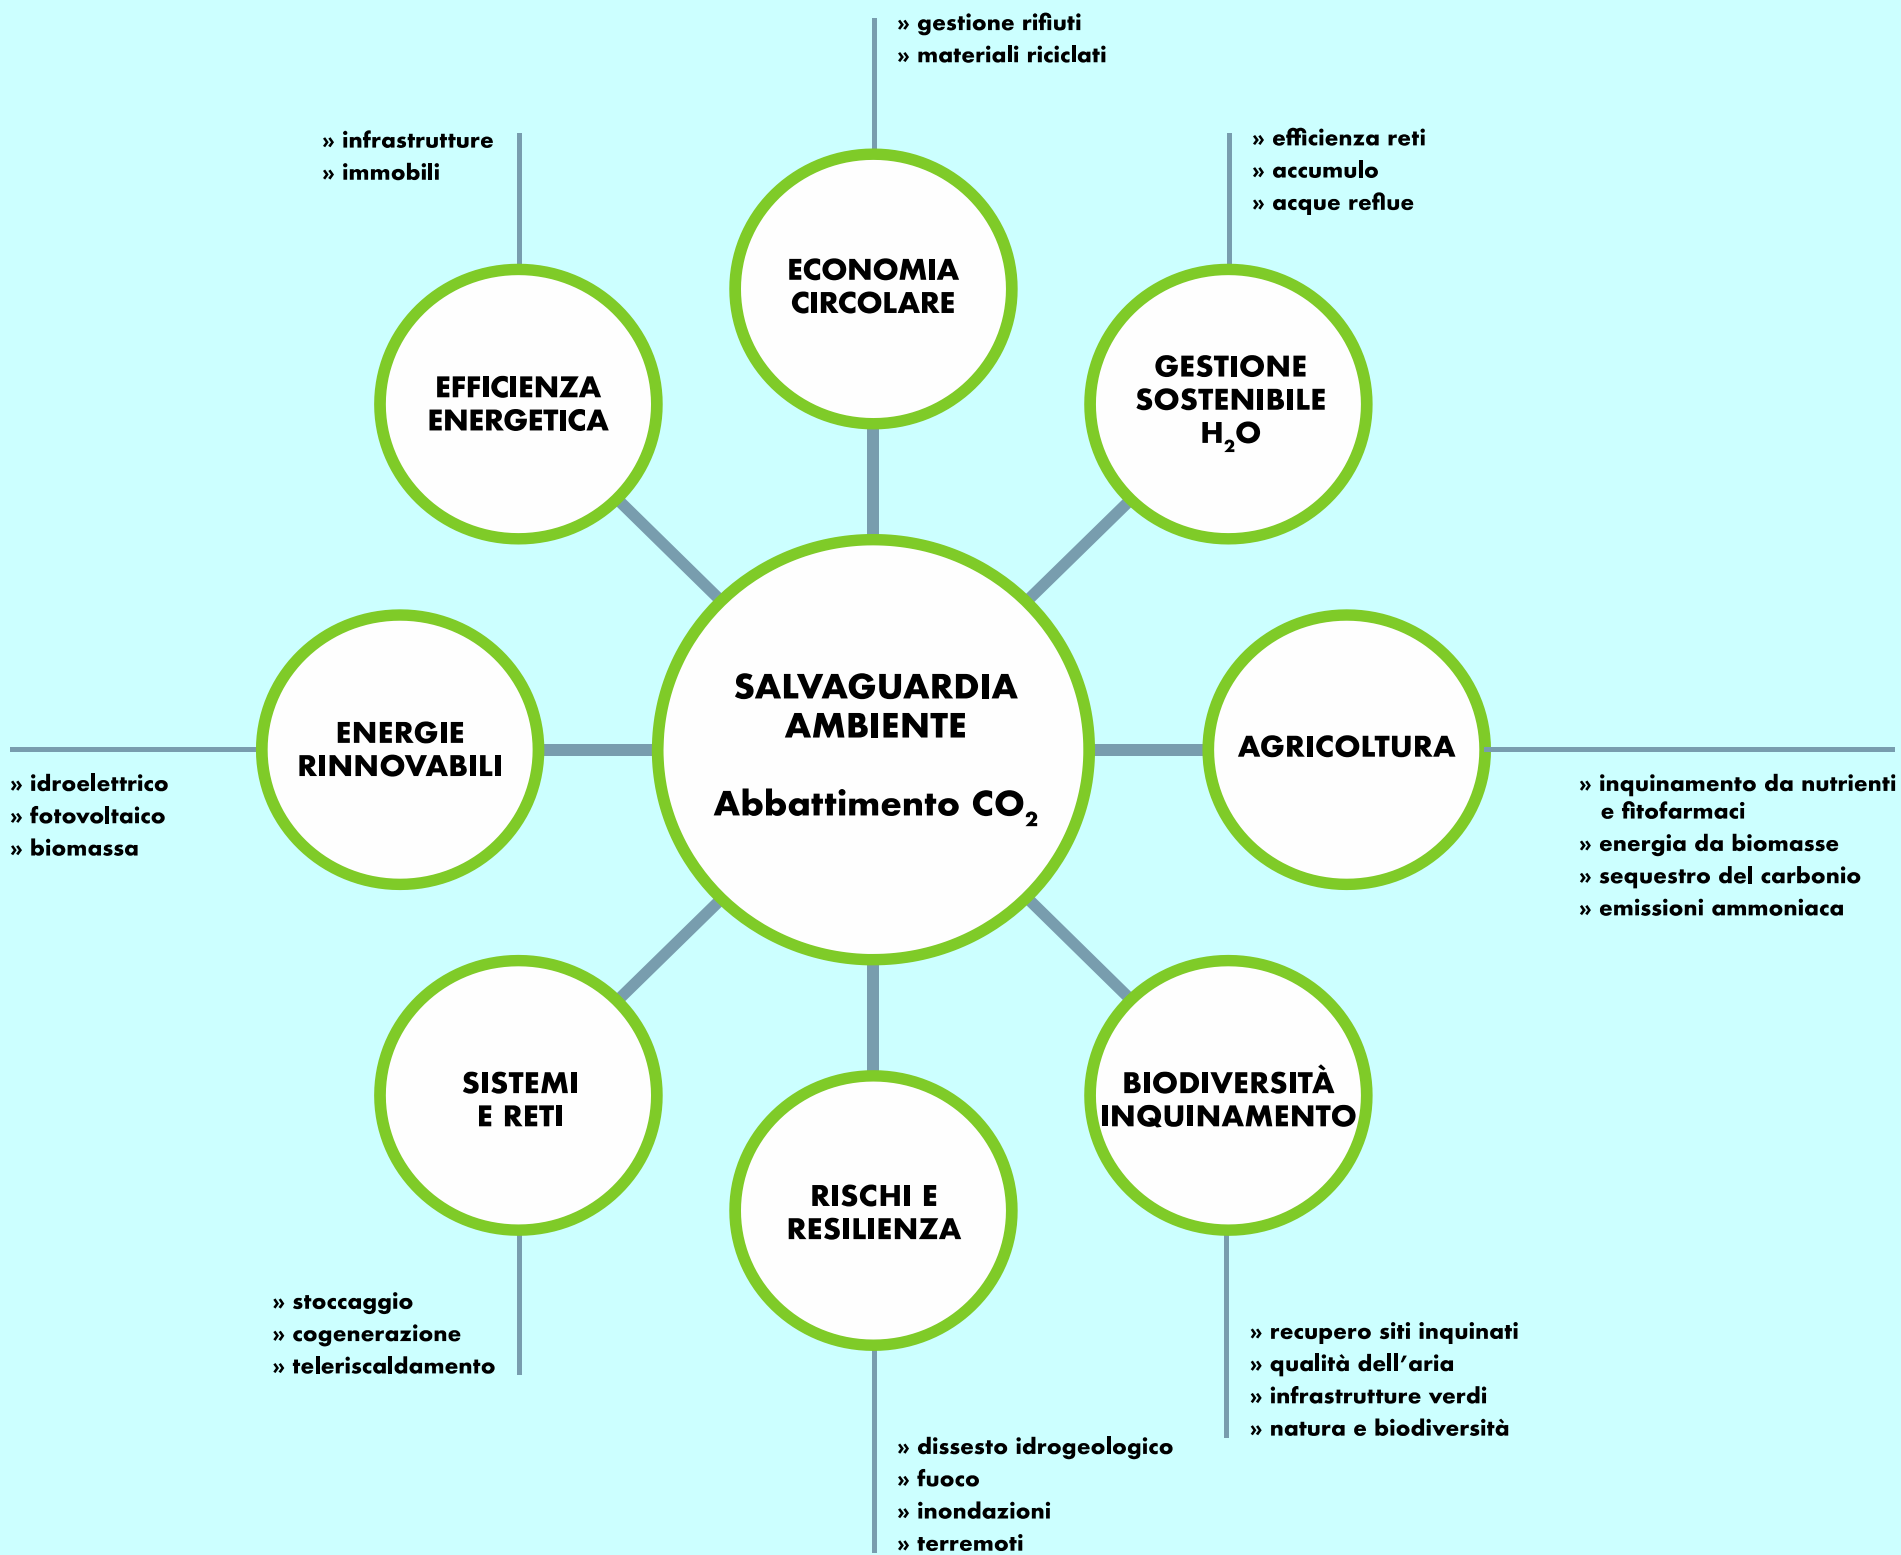 » gestione rifiuti
» materiali riciclati
» infrastrutture
» immobili
» efficienza reti
» accumulo
» acque reflue
ECONOMIA
CIRCOLARE
EFFICIENZA
ENERGETICA
GESTIONE
SOSTENIBILE
H₂O
SALVAGUARDIA
AMBIENTE
Abbattimento CO₂
ENERGIE
RINNOVABILI
» idroelettrico
» fotovoltaico
» biomassa
AGRICOLTURA
» inquinamento da nutrienti
e fitofarmaci
» energia da biomasse
» sequestro del carbonio
» emissioni ammoniaca
SISTEMI
E RETI
» stoccaggio
» cogenerazione
» teleriscaldamento
RISCHI E
RESILIENZA
» dissesto idrogeologico
» fuoco
» inondazioni
» terremoti
BIODIVERSITÀ
INQUINAMENTO
» recupero siti inquinati
» qualità dell’aria
» infrastrutture verdi
» natura e biodiversità